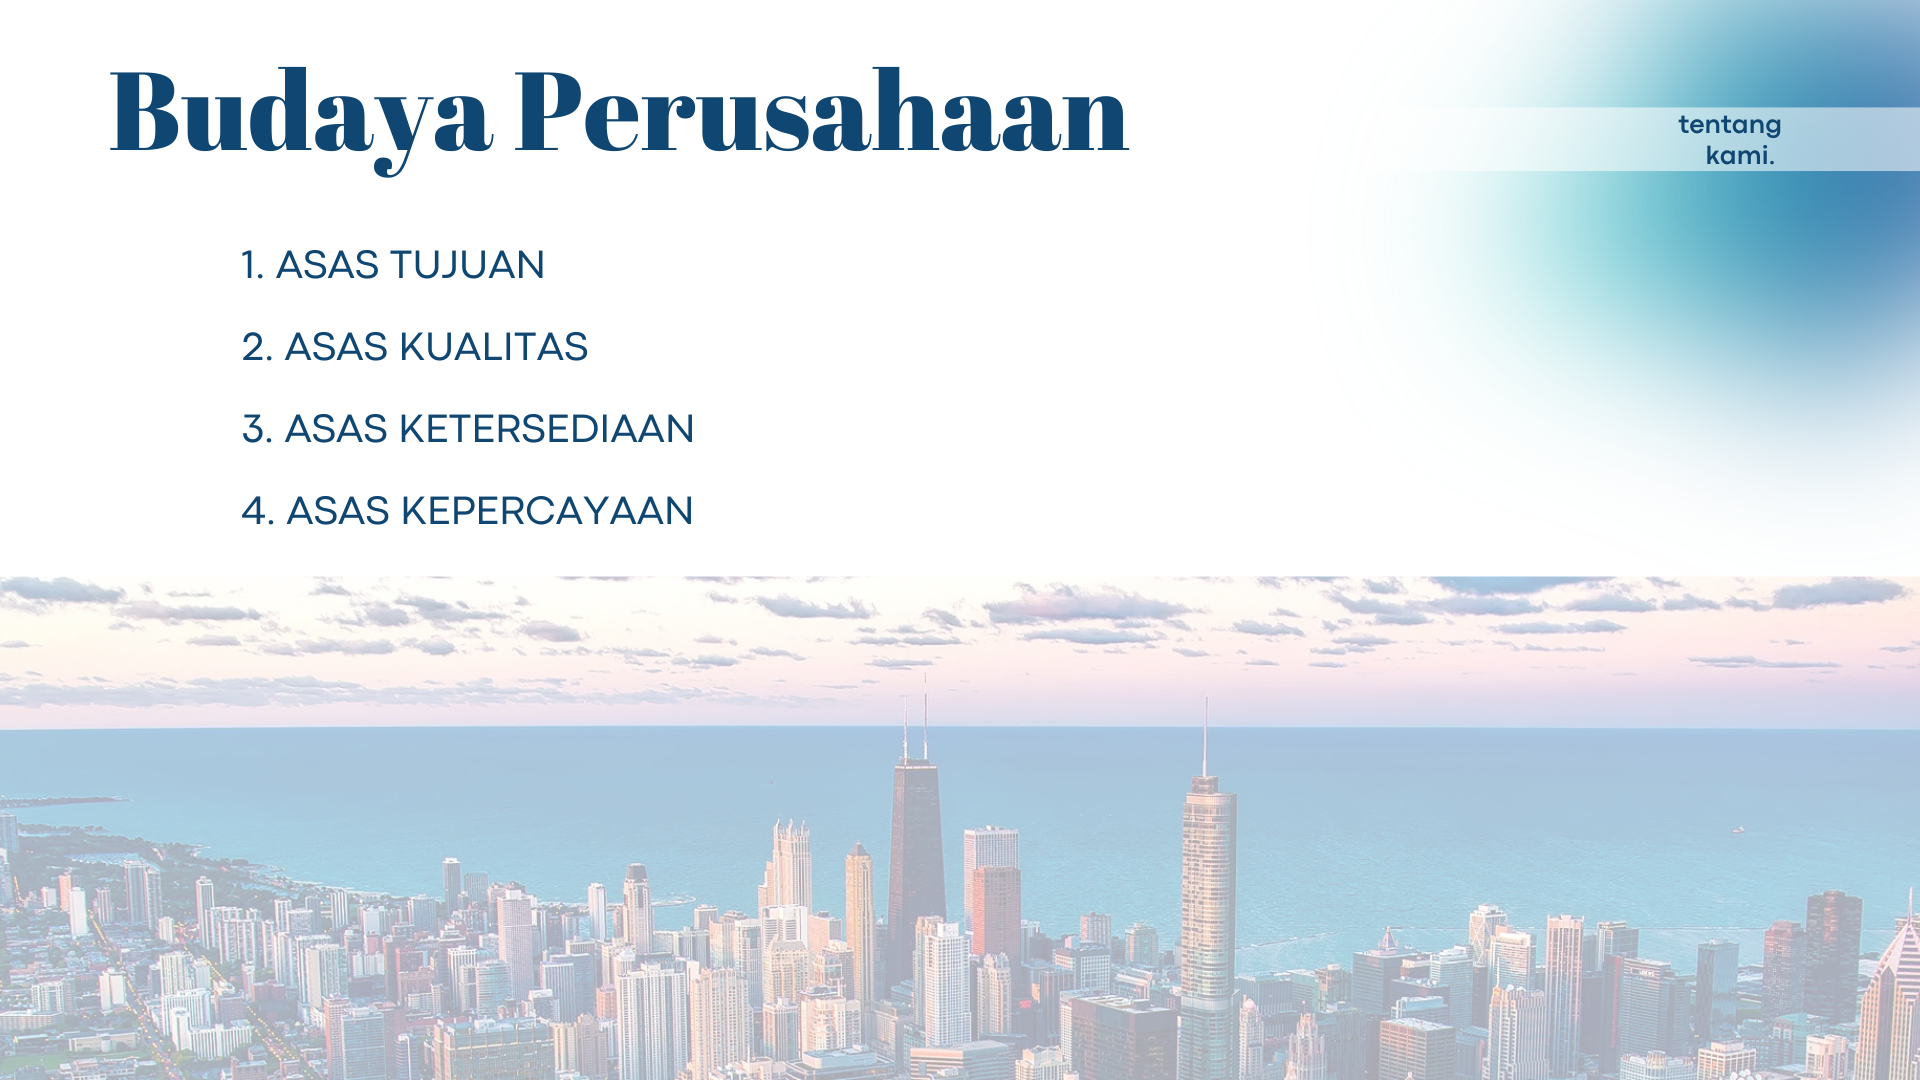 Budaya Perusahaan
tentang
kami.
1. ASAS TUJUAN
2. ASAS KUALITAS
3. ASAS KETERSEDIAAN
4. ASAS KEPERCAYAAN